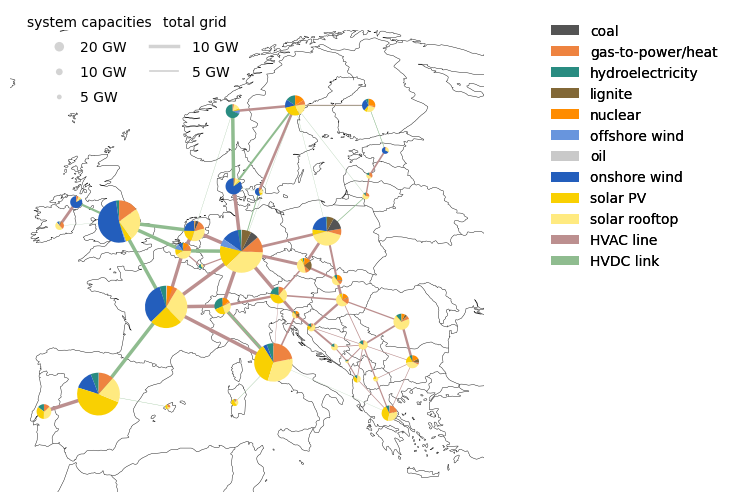 system capacities total grid
20 GW 10 GW
10 GW 5 GW
5 GW
coal
gas-to-power/heat
hydroelectricity
lignite
nuclear
offshore wind
oil
onshore wind
solar PV
solar rooftop
HVAC line
HVDC link